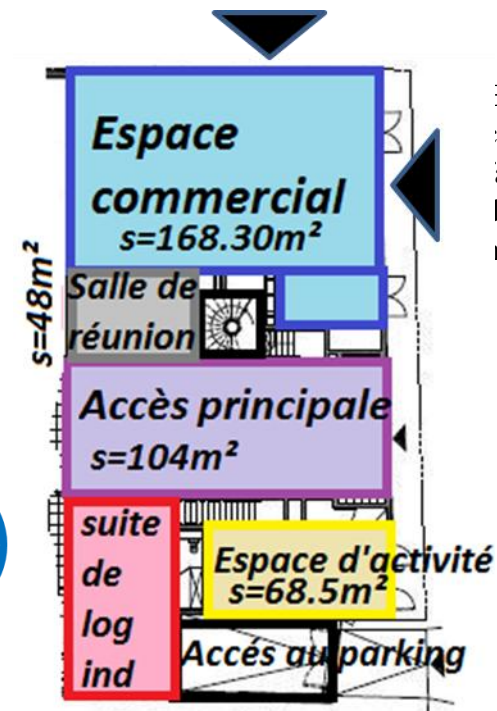 Espace
commercial
s=168.30m²
s=48m²
Salle de
réunion
Accès principale
s=104m²
suite
de
log
ind
Espace d'activité
s=68.5m²
Accés au parking